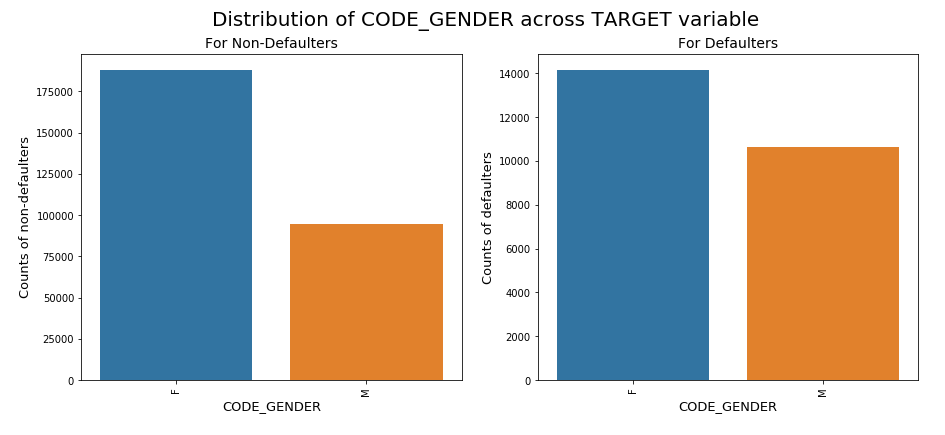 Distribution of CODE_GENDER across TARGET variable
For Non-Defaulters
Counts of non-defaulters
175000
150000
125000
100000
75000
50000
25000
0
F
M
CODE_GENDER
For Defaulters
Counts of defaulters
14000
12000
10000
8000
6000
4000
2000
0
F
M
CODE_GENDER